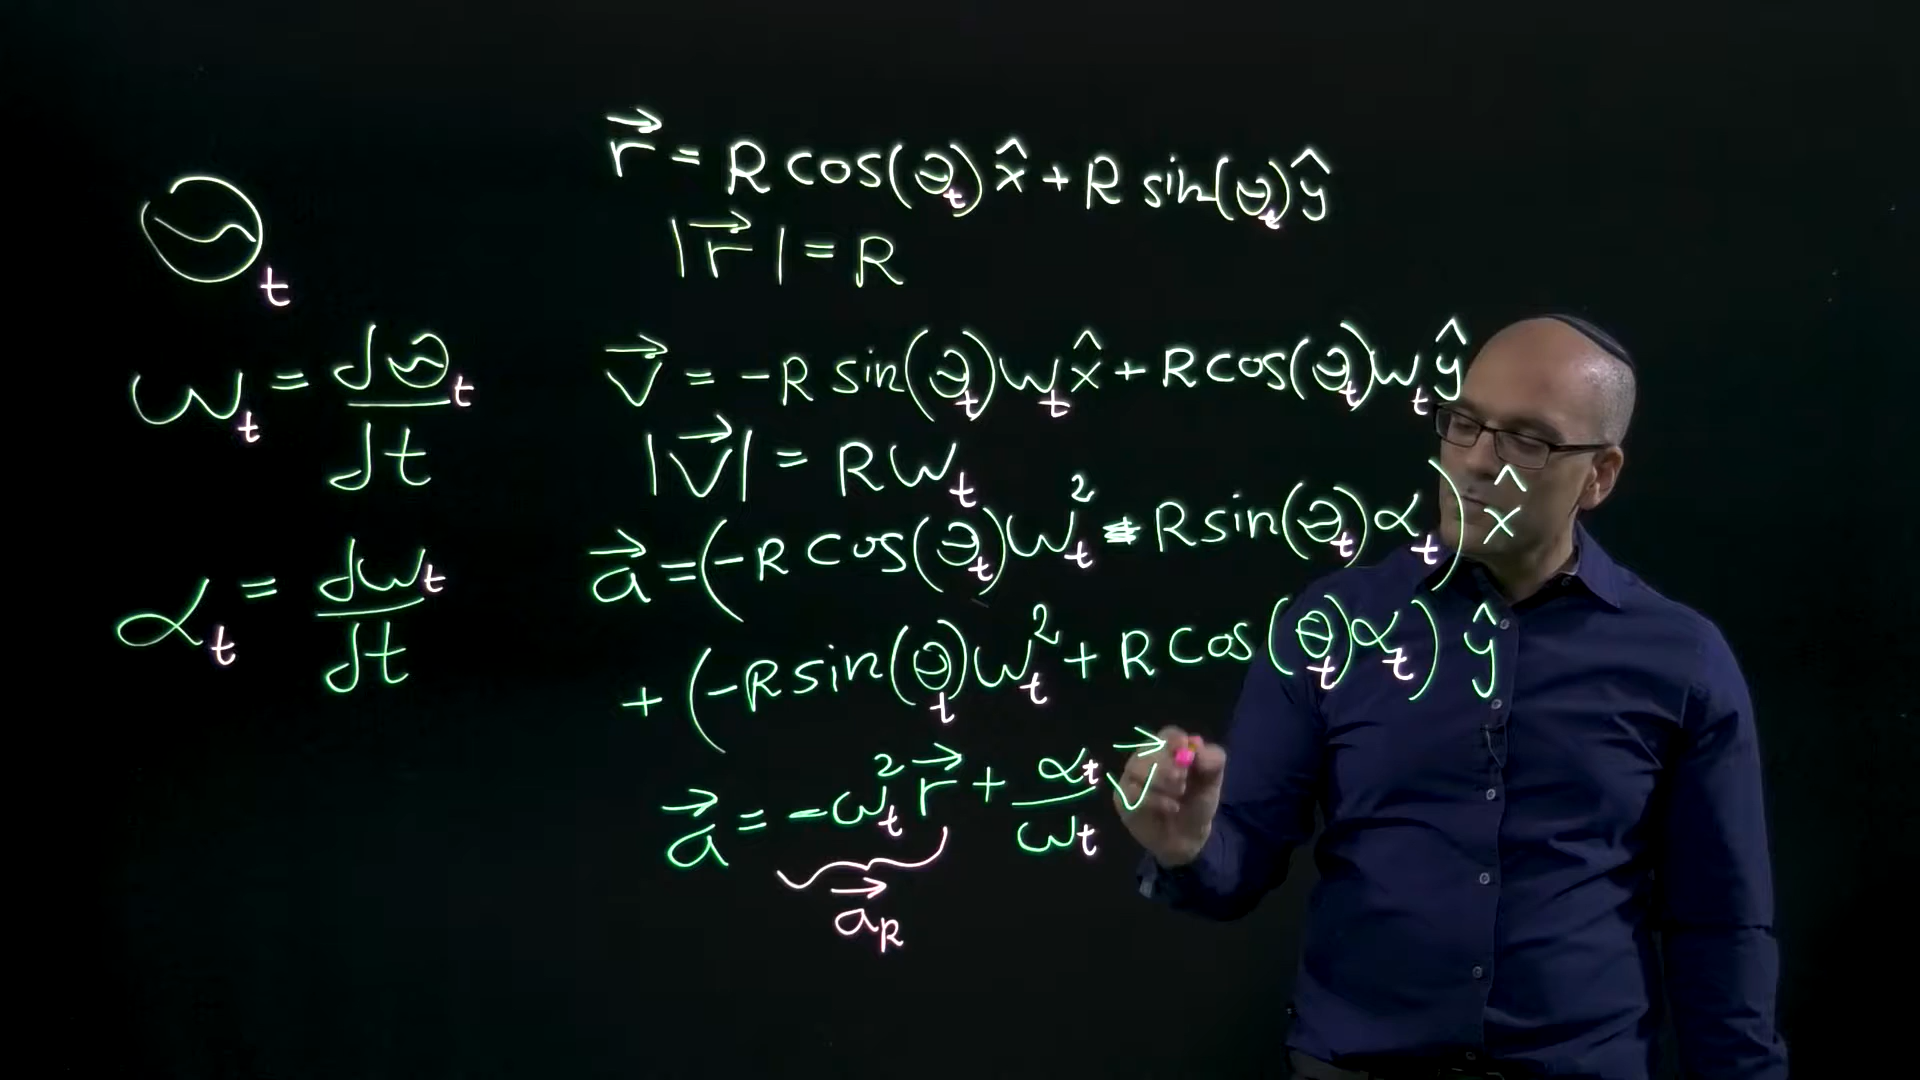 θ_t
ω_t = dθ_t/dt
α_t = dω_t/dt
r⃗ = R cos(θ_t) x̂ + R sin(θ_t) ŷ
|r⃗| = R
v⃗ = -R sin(θ_t) ω_t x̂ + R cos(θ_t) ω_t ŷ
|v⃗| = R ω_t
a⃗ = (-R cos(θ_t) ω_t² - R sin(θ_t) α_t) x̂
+ (-R sin(θ_t) ω_t² + R cos(θ_t) α_t) ŷ
a⃗ = -ω_t² r⃗ + α_t/ω_t v⃗
a⃗_R